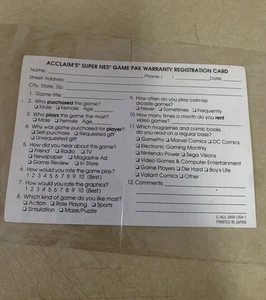 ACCLAIM'S® SUPER NES® GAME PAK WARRANTY REGISTRATION CARD
Name:
Street Address: Phone ( ) Date:
City, State, Zip:
1. Game title:
2. Who purchased this game?
❏ Male ❏ Female Age
3. Who plays this game the most?
❏ Male ❏ Female Age
4. Why was game purchased for player?
❏ Self-purchase ❏ Requested gift
❏ Unrequested gift
5. How did you hear about this game?
❏ Friend ❏ Radio ❏ TV
❏ Newspaper ❏ Magazine Ad
❏ Game Review ❏ In Store
6. How would you rate the game play?
1 2 3 4 5 6 7 8 9 10 (Best)
7. How would you rate the graphics?
1 2 3 4 5 6 7 8 9 10 (Best)
8. Which kind of game do you like most?
❏ Action ❏ Role Playing ❏ Sports
❏ Simulation ❏ Maze/Puzzle
9. How often do you play coin-op
arcade games?
❏ Never ❏ Sometimes ❏ Frequently
10. How many times a month do you rent
video games?
11. Which magazines and comic books
do you read on a regular basis?
❏ GamePro ❏ Marvel Comics ❏ DC Comics
❏ Electronic Gaming Monthly
❏ Nintendo Power ❏ Sega Visions
❏ Video Games & Computer Entertainment
❏ Game Players ❏ Die Hard ❏ Boy's Life
❏ Valiant Comics ❏ Other
12. Comments:
PRINTED IN JAPAN